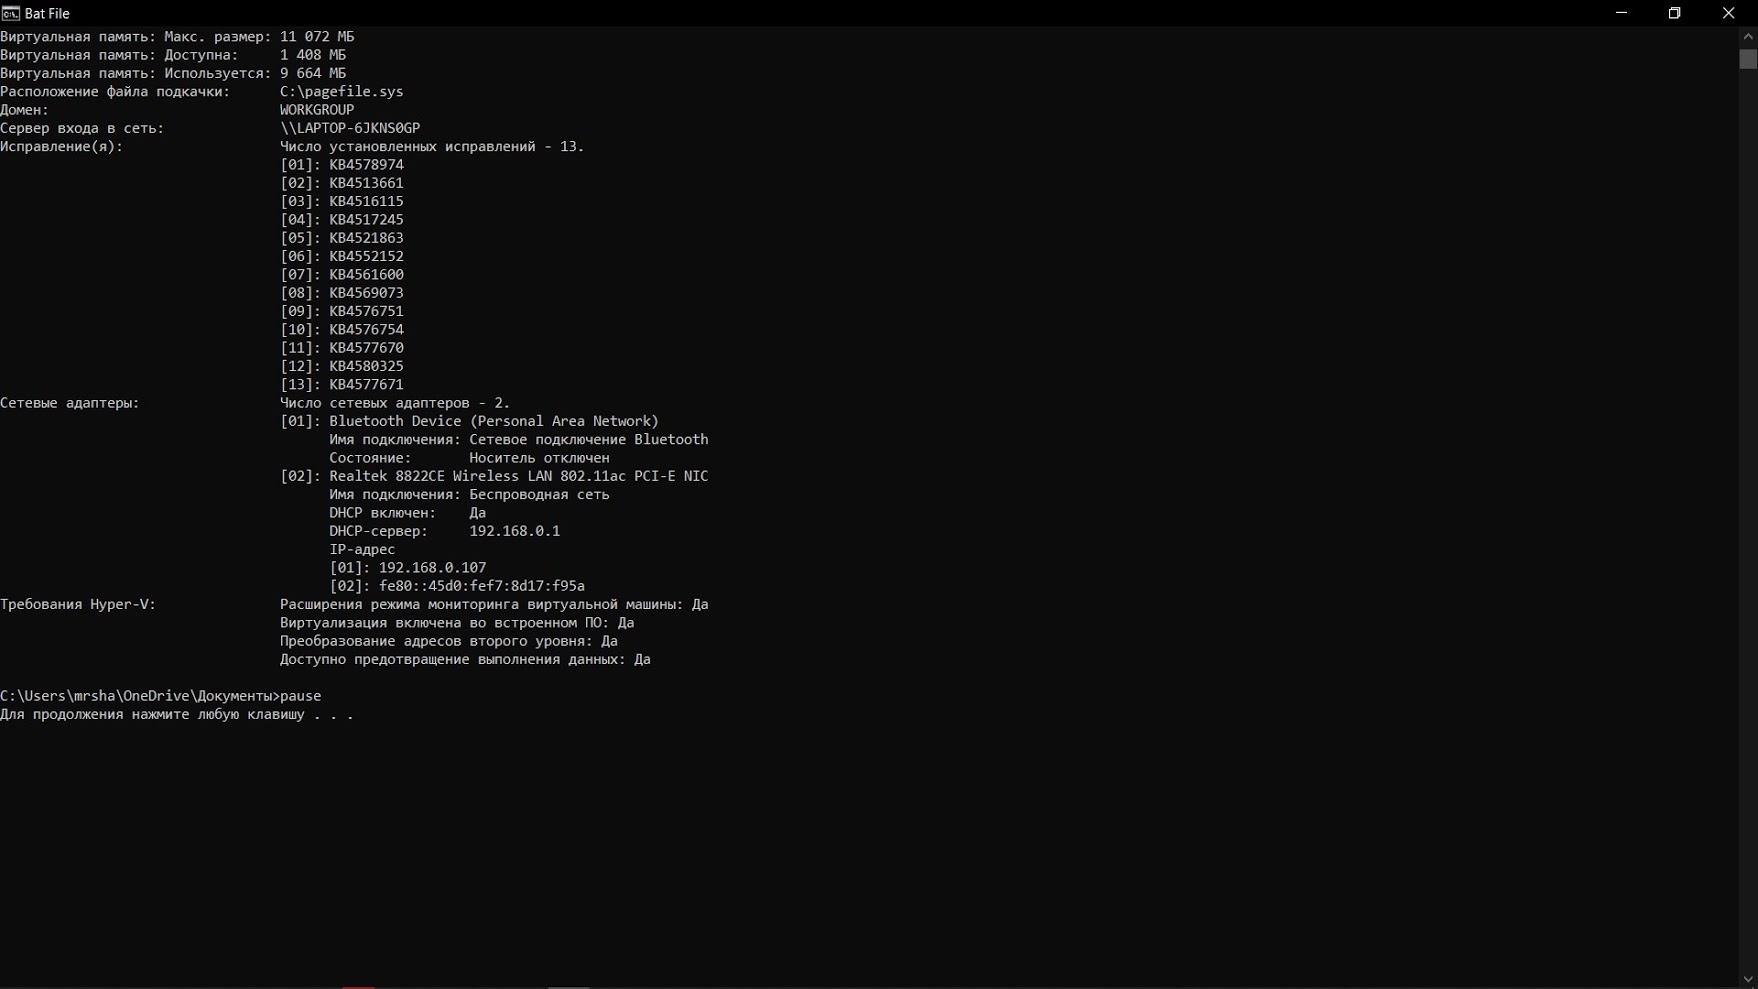 Bat File
Виртуальная память: Макс. размер: 11 072 МБ
Виртуальная память: Доступна: 1 408 МБ
Виртуальная память: Используется: 9 664 МБ
Расположение файла подкачки: C:\pagefile.sys
Домен: WORKGROUP
Сервер входа в сеть: \\LAPTOP-6JKNS0GP
Исправление(я): Число установленных исправлений - 13.
[01]: KB4578974
[02]: KB4513661
[03]: KB4516115
[04]: KB4517245
[05]: KB4521863
[06]: KB4552152
[07]: KB4561600
[08]: KB4569073
[09]: KB4576751
[10]: KB4576754
[11]: KB4577670
[12]: KB4580325
[13]: KB4577671
Сетевые адаптеры: Число сетевых адаптеров - 2.
[01]: Bluetooth Device (Personal Area Network)
Имя подключения: Сетевое подключение Bluetooth
Состояние: Носитель отключен
[02]: Realtek 8822CE Wireless LAN 802.11ac PCI-E NIC
Имя подключения: Беспроводная сеть
DHCP включен: Да
DHCP-сервер: 192.168.0.1
IP-адрес
[01]: 192.168.0.107
[02]: fe80::45d0:fef7:8d17:f95a
Требования Hyper-V: Расширения режима мониторинга виртуальной машины: Да
Виртуализация включена во встроенном ПО: Да
Преобразование адресов второго уровня: Да
Доступно предотвращение выполнения данных: Да
C:\Users\mrsha\OneDrive\Документы>pause
Для продолжения нажмите любую клавишу . . .